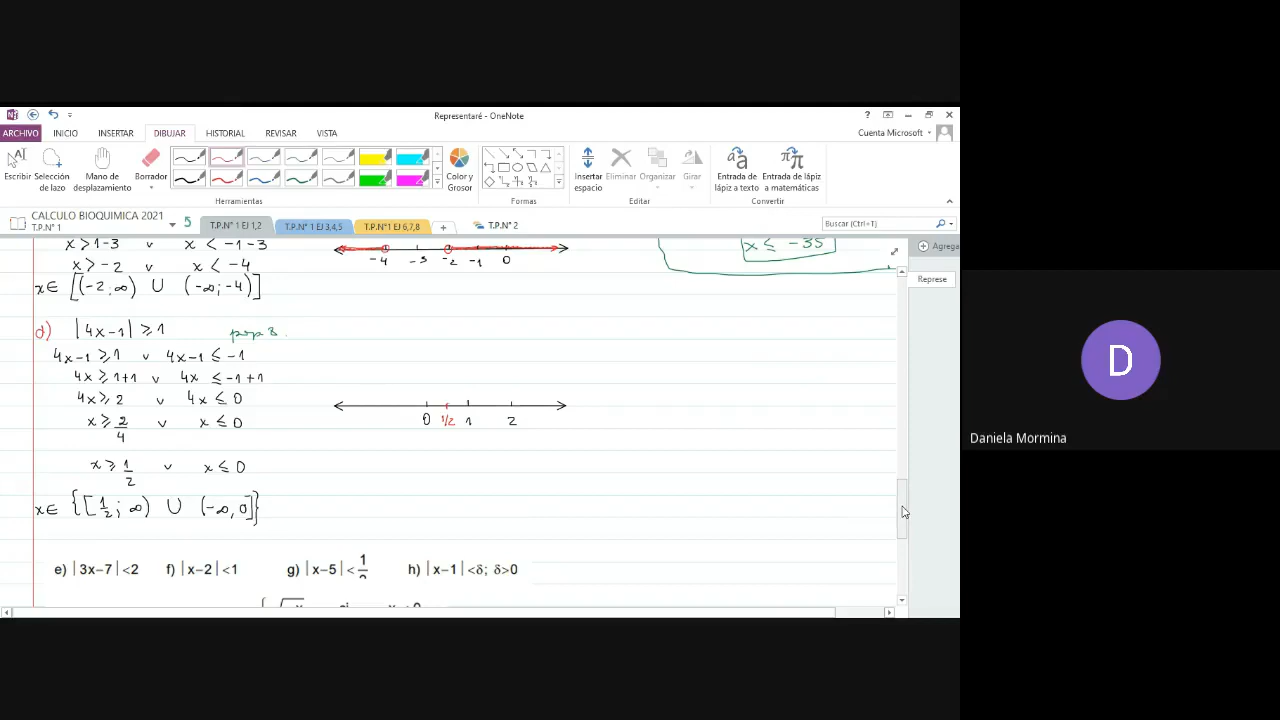 Representaré - OneNote
ARCHIVO INICIO INSERTAR DIBUJAR HISTORIAL REVISAR VISTA
Cuenta Microsoft
Escribir Selección de lazo Mano de desplazamiento Borrador
Color y Grosor
Insertar espacio Eliminar Organizar Girar
Entrada de lápiz a texto Entrada de lápiz a matemáticas
Herramientas Formas Editar Convertir
CALCULO BIOQUIMICA 2021
T.P. N° 1
5
T.P.N° 1 EJ 1,2 T.P.N°1 EJ 3,4,5 T.P.N°1 EJ 6,7,8 + T.P.N° 2
Buscar (Ctrl+T)
Agrega
Represe
x > 1-3 v x < -1-3
x > -2 v x < -4
-4 -3 -2 -1 0
x ≤ -35
x∈ [(-2; ∞) U (-∞; -4)]
d) |4x-1| ≥ 1 prop 8.
4x-1 ≥ 1 v 4x-1 ≤ -1
4x ≥ 1+1 v 4x ≤ -1+1
4x ≥ 2 v 4x ≤ 0
x ≥ 2/4 v x ≤ 0
0 1/2 1 2
x ≥ 1/2 v x ≤ 0
x∈ {[1/2; ∞) U (-∞, 0]}
e) |3x-7| <2 f) |x-2| <1 g) |x-5| < 1/2 h) |x-1| <δ; δ>0
D
Daniela Mormina